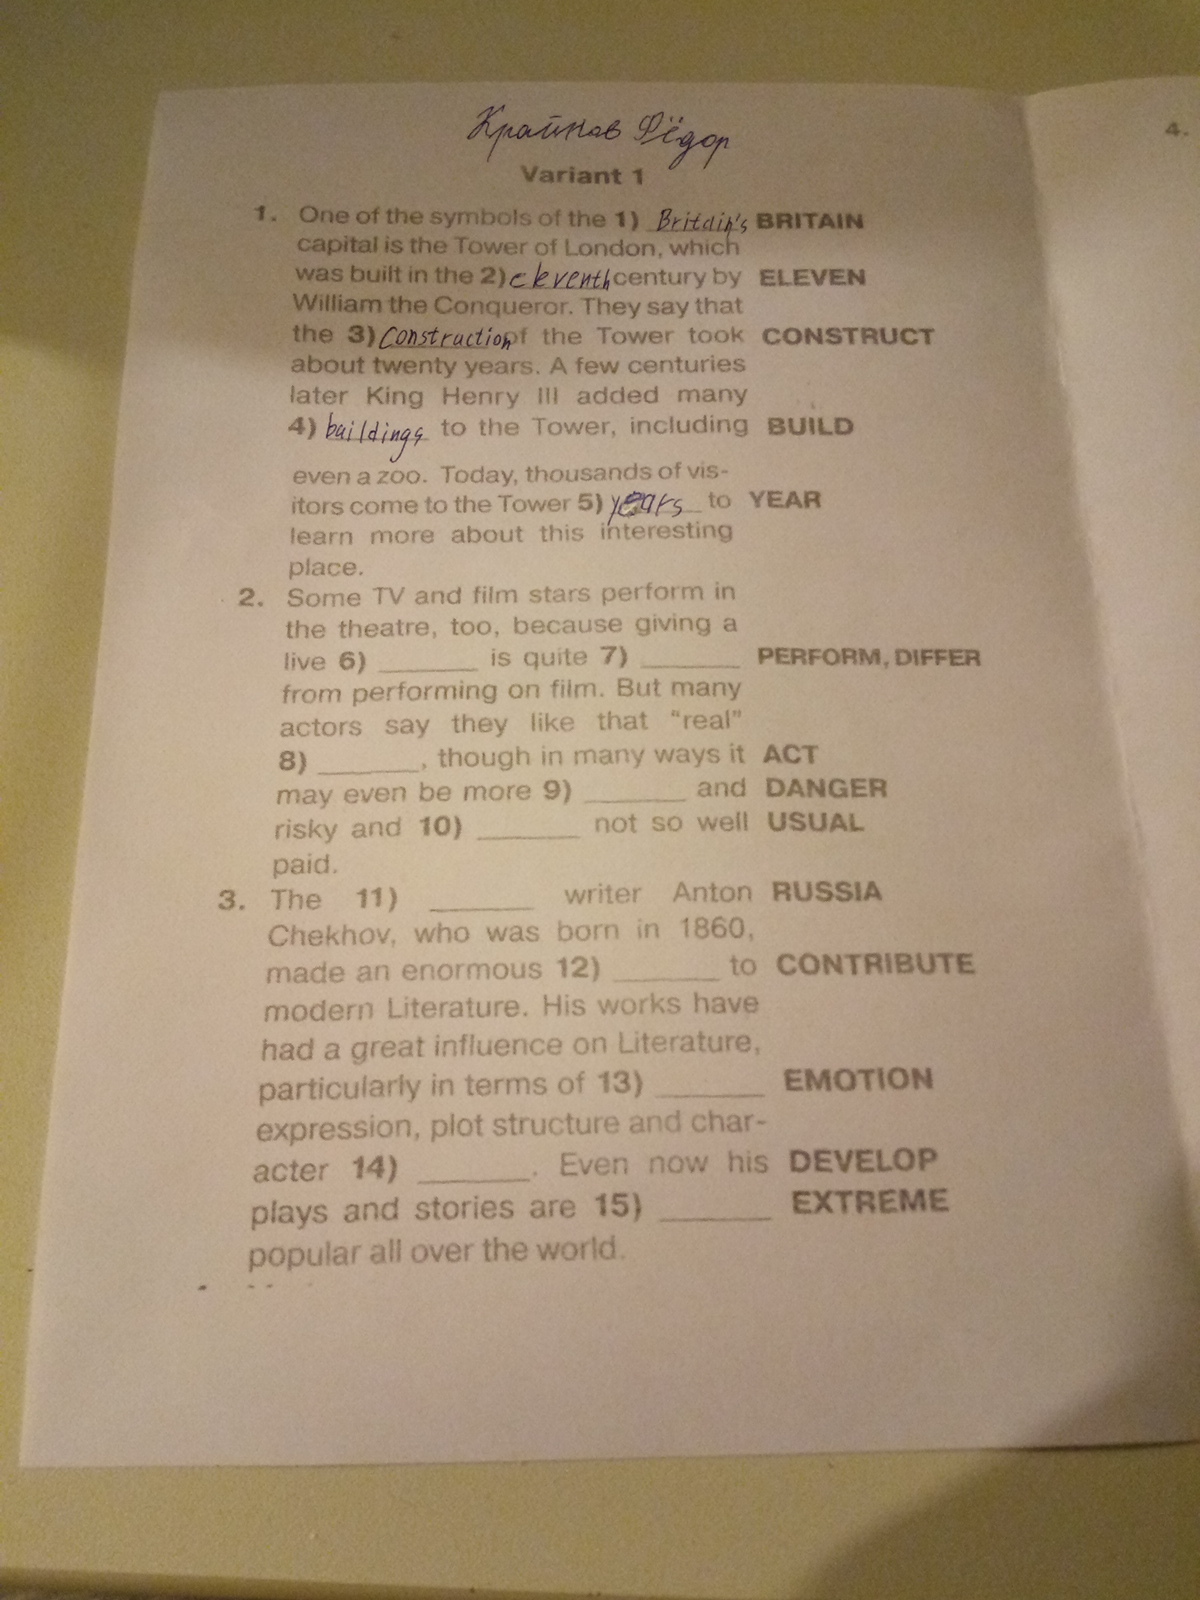 Крайнов Фёдор
4.
Variant 1
1. One of the symbols of the 1) Britain's BRITAIN
capital is the Tower of London, which
was built in the 2) eleventh century by ELEVEN
William the Conqueror. They say that
the 3) Construction of the Tower took CONSTRUCT
about twenty years. A few centuries
later King Henry III added many
4) buildings to the Tower, including BUILD
even a zoo. Today, thousands of vis-
itors come to the Tower 5) years to YEAR
learn more about this interesting
place.
2. Some TV and film stars perform in
the theatre, too, because giving a
live 6) ______ is quite 7) ______ PERFORM, DIFFER
from performing on film. But many
actors say they like that "real"
8) ______, though in many ways it ACT
may even be more 9) ______ and DANGER
risky and 10) ______ not so well USUAL
paid.
3. The 11) ______ writer Anton RUSSIA
Chekhov, who was born in 1860,
made an enormous 12) ______ to CONTRIBUTE
modern Literature. His works have
had a great influence on Literature,
particularly in terms of 13) ______ EMOTION
expression, plot structure and char-
acter 14) ______. Even now his DEVELOP
plays and stories are 15) ______ EXTREME
popular all over the world.